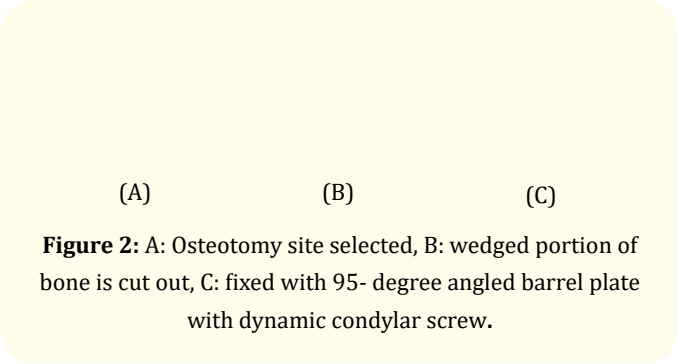 (A) (B) (C)
Figure 2: A: Osteotomy site selected, B: wedged portion of
bone is cut out, C: fixed with 95- degree angled barrel plate
with dynamic condylar screw.